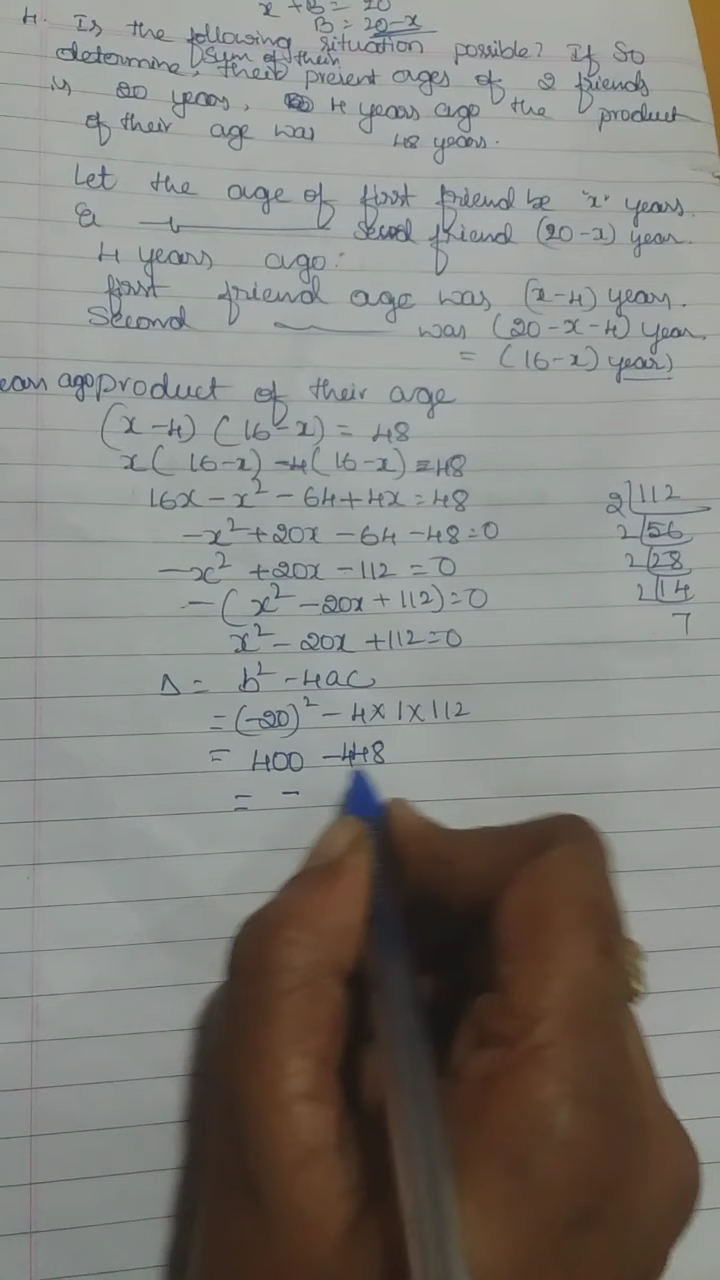 x + B = 20
B = 20-x
4. Is the following situation possible? If so
sum of their
determine, their present ages of 2 friends
is 20 years, 4 years ago the product
of their age was 48 years.
Let the age of first friend be "x" years.
second friend (20-x) year.
4 years ago:
first friend age was (x-4) years.
Second was (20-x-4) year.
= (16-x) years
ago product of their age
(x-4) (16-x) = 48
x(16-x) -4(16-x) = 48
16x - x² - 64 + 4x = 48
-x² + 20x - 64 - 48 = 0
-x² + 20x - 112 = 0
-(x² - 20x + 112) = 0
x² - 20x + 112 = 0
Δ = b² - 4ac
= (-20)² - 4 x 1 x 112
= 400 - 448
= -
2 112
2 56
2 28
2 14
7